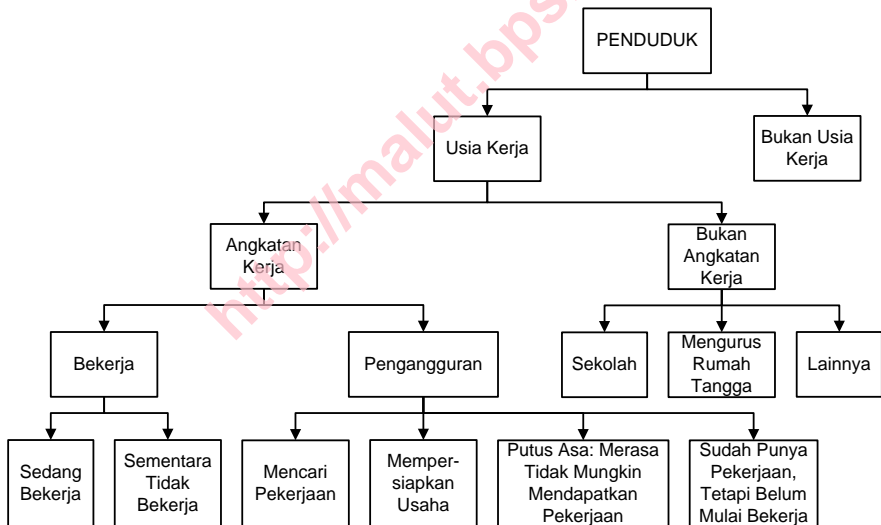 PENDUDUK
Usia Kerja
Bukan Usia
Kerja
Angkatan
Kerja
Bukan
Angkatan
Kerja
Bekerja
Pengangguran
Sekolah
Mengurus
Rumah
Tangga
Lainnya
Sedang
Bekerja
Sementara
Tidak
Bekerja
Mencari
Pekerjaan
Memper-
siapkan
Usaha
Putus Asa: Merasa
Tidak Mungkin
Mendapatkan
Pekerjaan
Sudah Punya
Pekerjaan,
Tetapi Belum
Mulai Bekerja
http://malut.bps